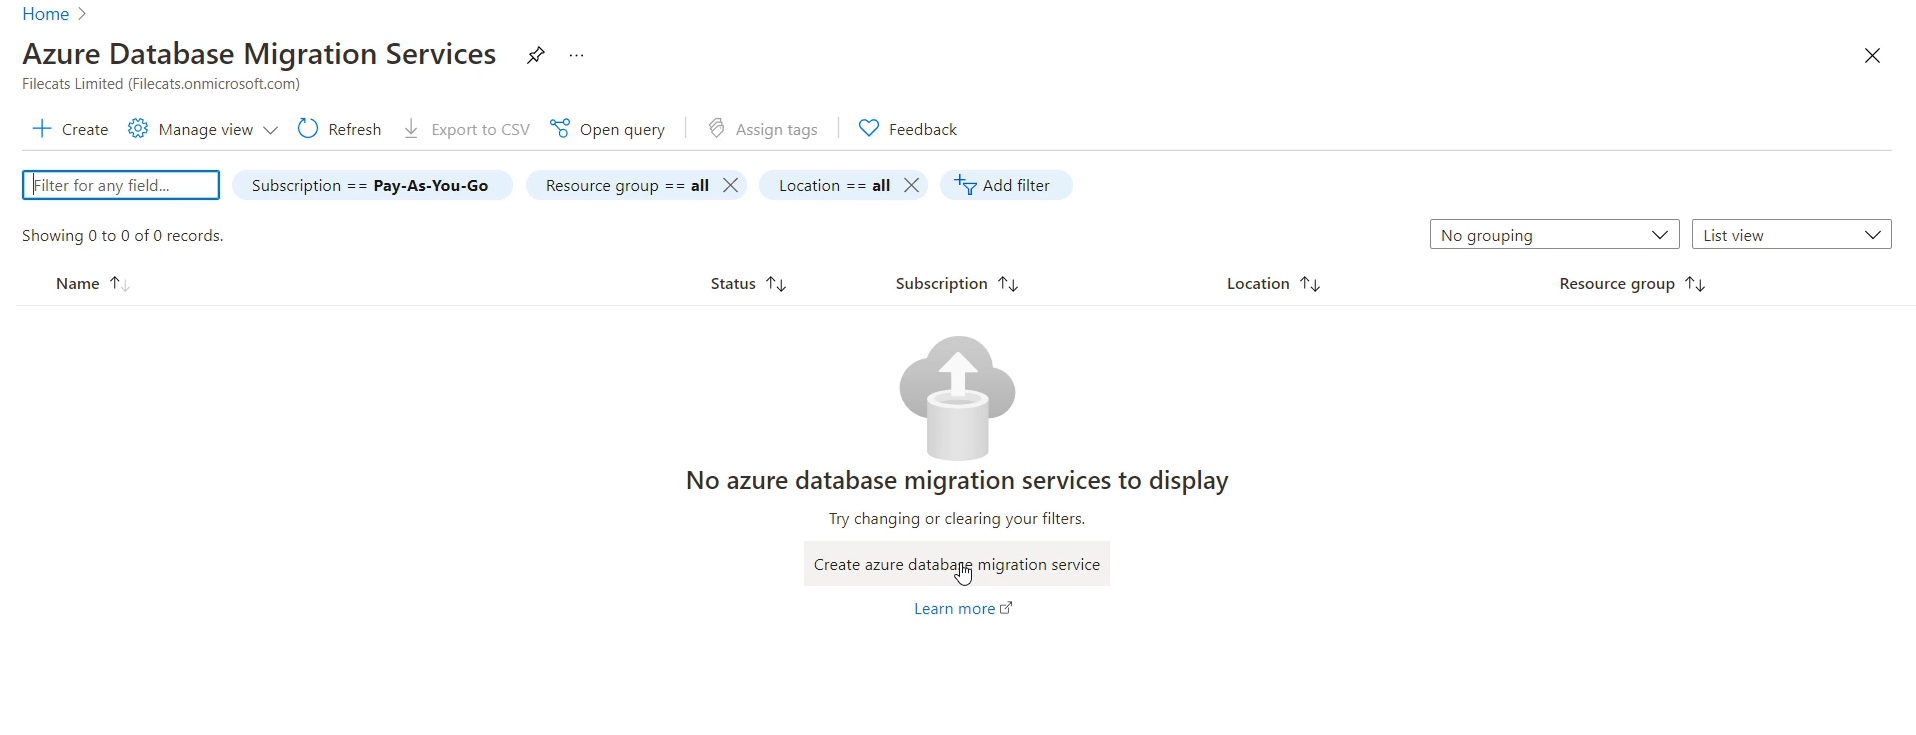 Home >
Azure Database Migration Services ...
Filecats Limited (Filecats.onmicrosoft.com)
Create Manage view Refresh Export to CSV Open query Assign tags Feedback
Filter for any field... Subscription == Pay-As-You-Go Resource group == all Location == all Add filter
Showing 0 to 0 of 0 records. No grouping List view
Name Status Subscription Location Resource group
No azure database migration services to display
Try changing or clearing your filters.
Create azure database migration service
Learn more